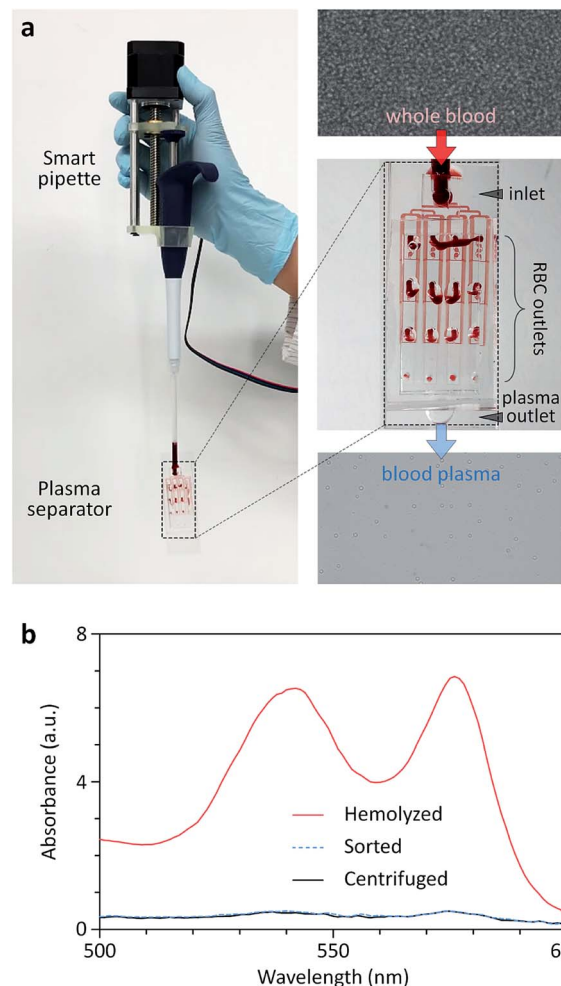 a
Smart
pipette
Plasma
separator
whole blood
inlet
RBC outlets
plasma
outlet
blood plasma
b
8
4
0
Absorbance (a.u.)
Hemolyzed
Sorted
Centrifuged
500
550
6
Wavelength (nm)